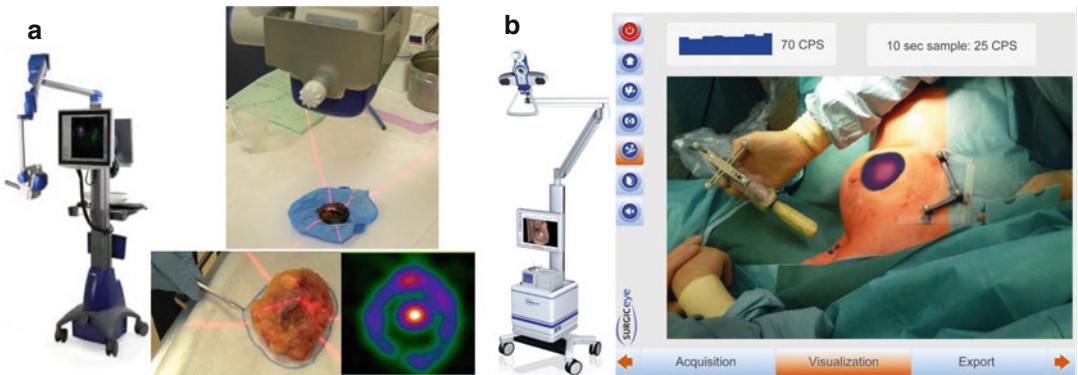 a
b
70 CPS
10 sec sample: 25 CPS
SURGICeye
Acquisition
Visualization
Export